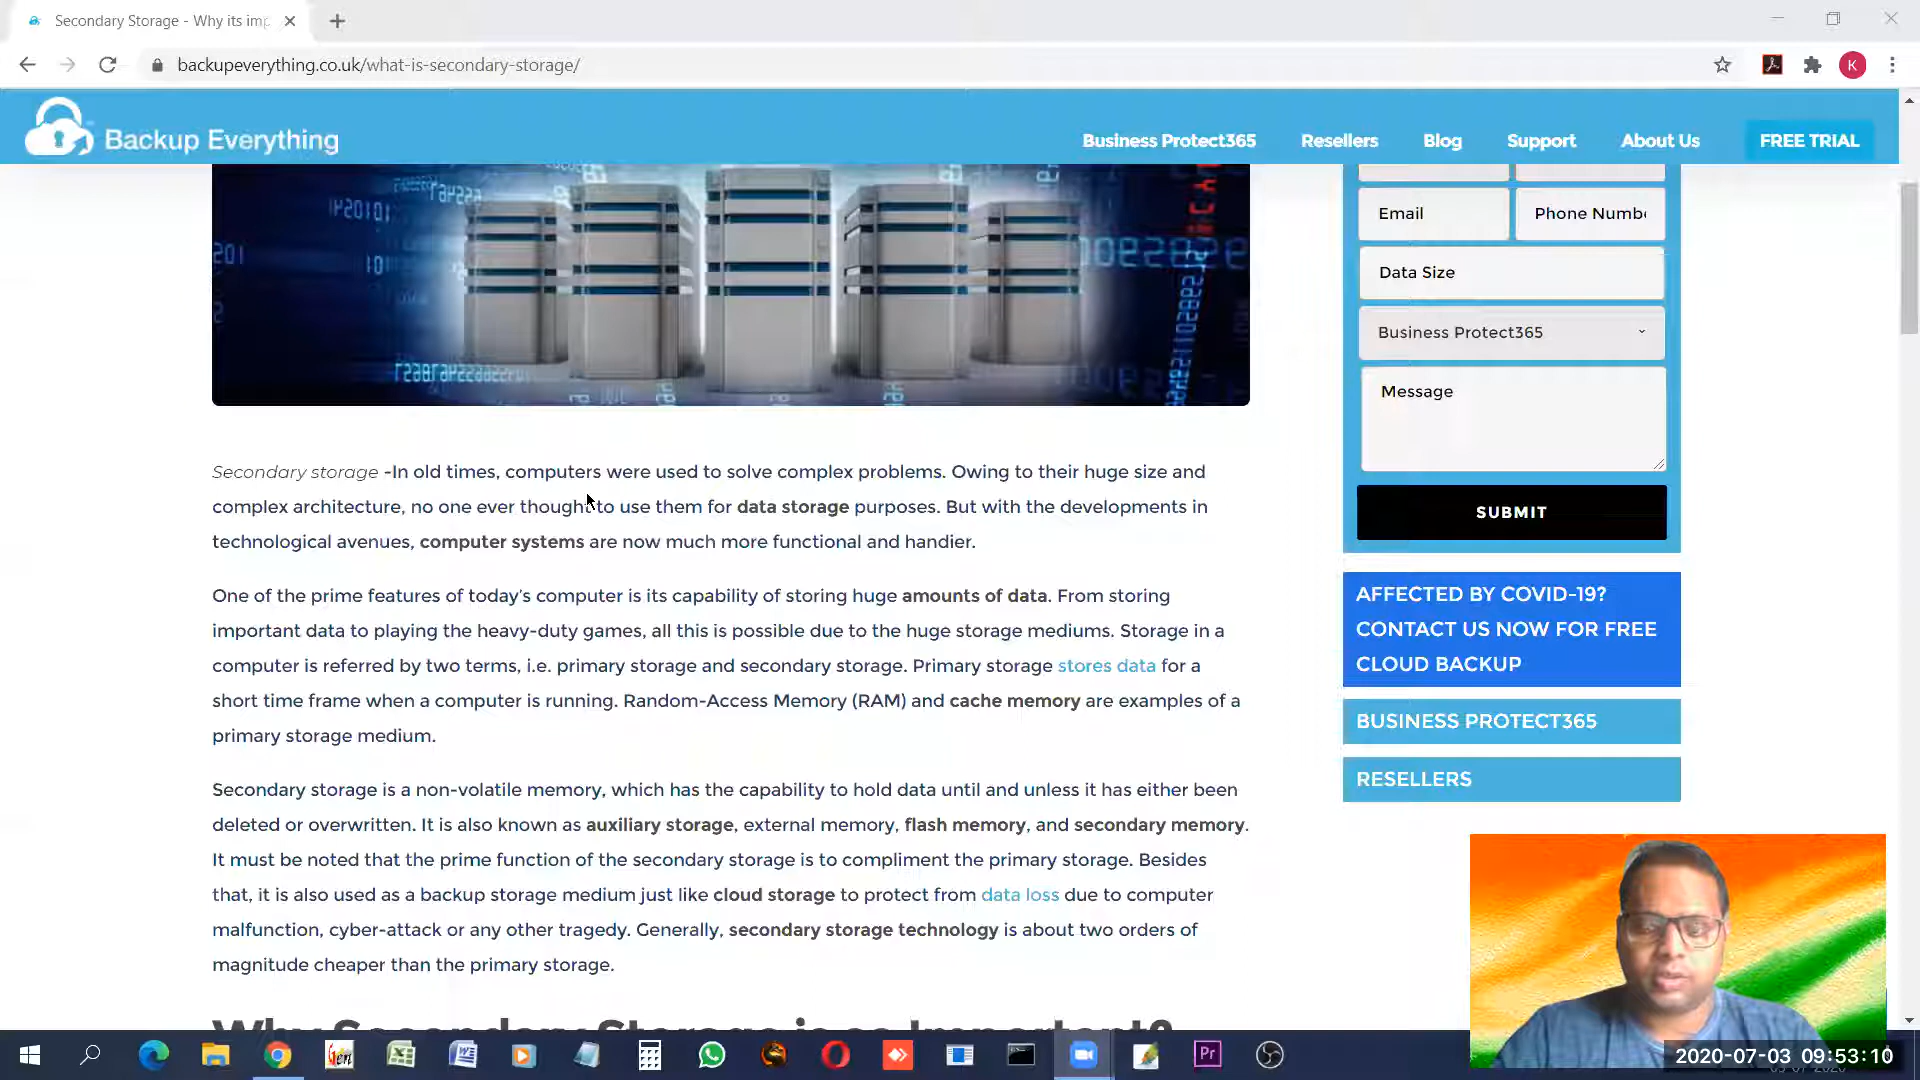 Secondary Storage - Why its imp
backupeverything.co.uk/what-is-secondary-storage/
K
Backup Everything
Business Protect365
Resellers
Blog
Support
About Us
FREE TRIAL
Email
Phone Numbe
Data Size
Business Protect365
Message
SUBMIT
Secondary storage -In old times, computers were used to solve complex problems. Owing to their huge size and
complex architecture, no one ever thought to use them for data storage purposes. But with the developments in
technological avenues, computer systems are now much more functional and handier.
One of the prime features of today's computer is its capability of storing huge amounts of data. From storing
important data to playing the heavy-duty games, all this is possible due to the huge storage mediums. Storage in a
computer is referred by two terms, i.e. primary storage and secondary storage. Primary storage stores data for a
short time frame when a computer is running. Random-Access Memory (RAM) and cache memory are examples of a
primary storage medium.
Secondary storage is a non-volatile memory, which has the capability to hold data until and unless it has either been
deleted or overwritten. It is also known as auxiliary storage, external memory, flash memory, and secondary memory.
It must be noted that the prime function of the secondary storage is to compliment the primary storage. Besides
that, it is also used as a backup storage medium just like cloud storage to protect from data loss due to computer
malfunction, cyber-attack or any other tragedy. Generally, secondary storage technology is about two orders of
magnitude cheaper than the primary storage.
Why Secondary Storage is so Important?
AFFECTED BY COVID-19?
CONTACT US NOW FOR FREE
CLOUD BACKUP
BUSINESS PROTECT365
RESELLERS
Gen
Pr
2020-07-03 09:53:10